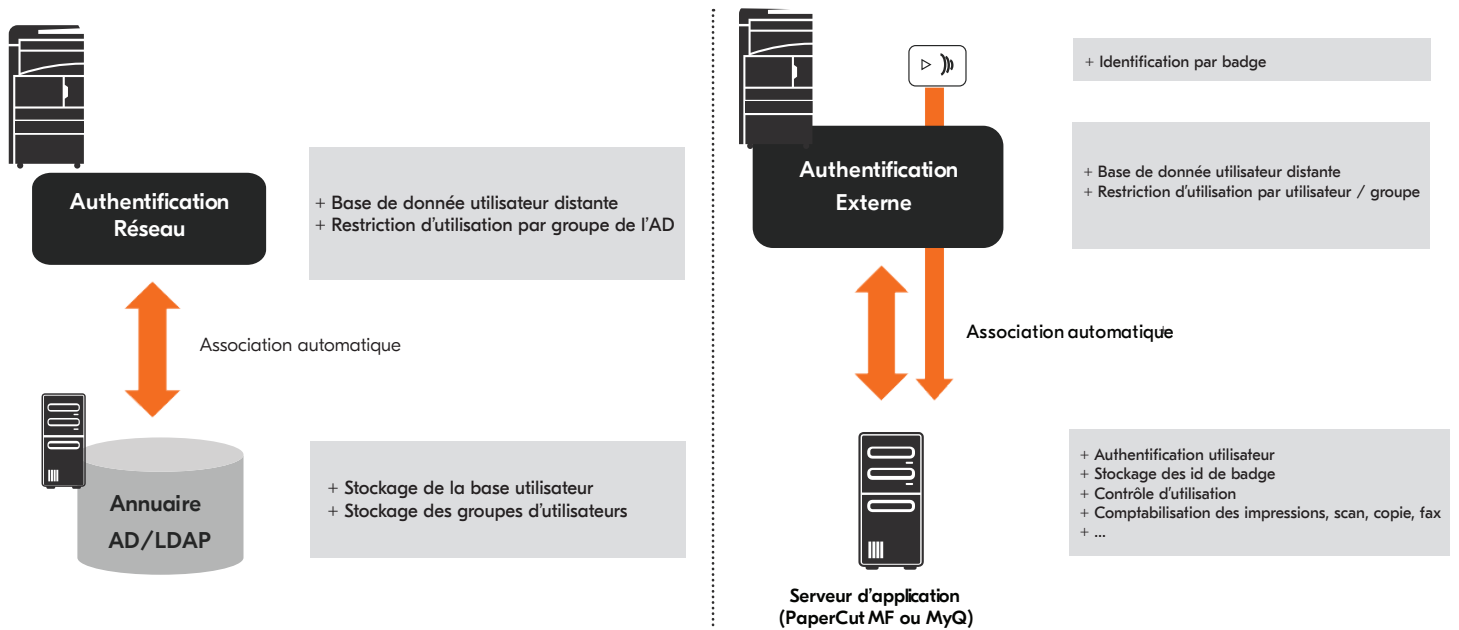 Authentification
Réseau
+ Base de donnée utilisateur distante
+ Restriction d'utilisation par groupe de l'AD
Association automatique
Annuaire
AD/LDAP
+ Stockage de la base utilisateur
+ Stockage des groupes d'utilisateurs
+ Identification par badge
Authentification
Externe
+ Base de donnée utilisateur distante
+ Restriction d'utilisation par utilisateur / groupe
Association automatique
+ Authentification utilisateur
+ Stockage des id de badge
+ Contrôle d'utilisation
+ Comptabilisation des impressions, scan, copie, fax
+ ...
Serveur d'application
(PaperCut MF ou MyQ)